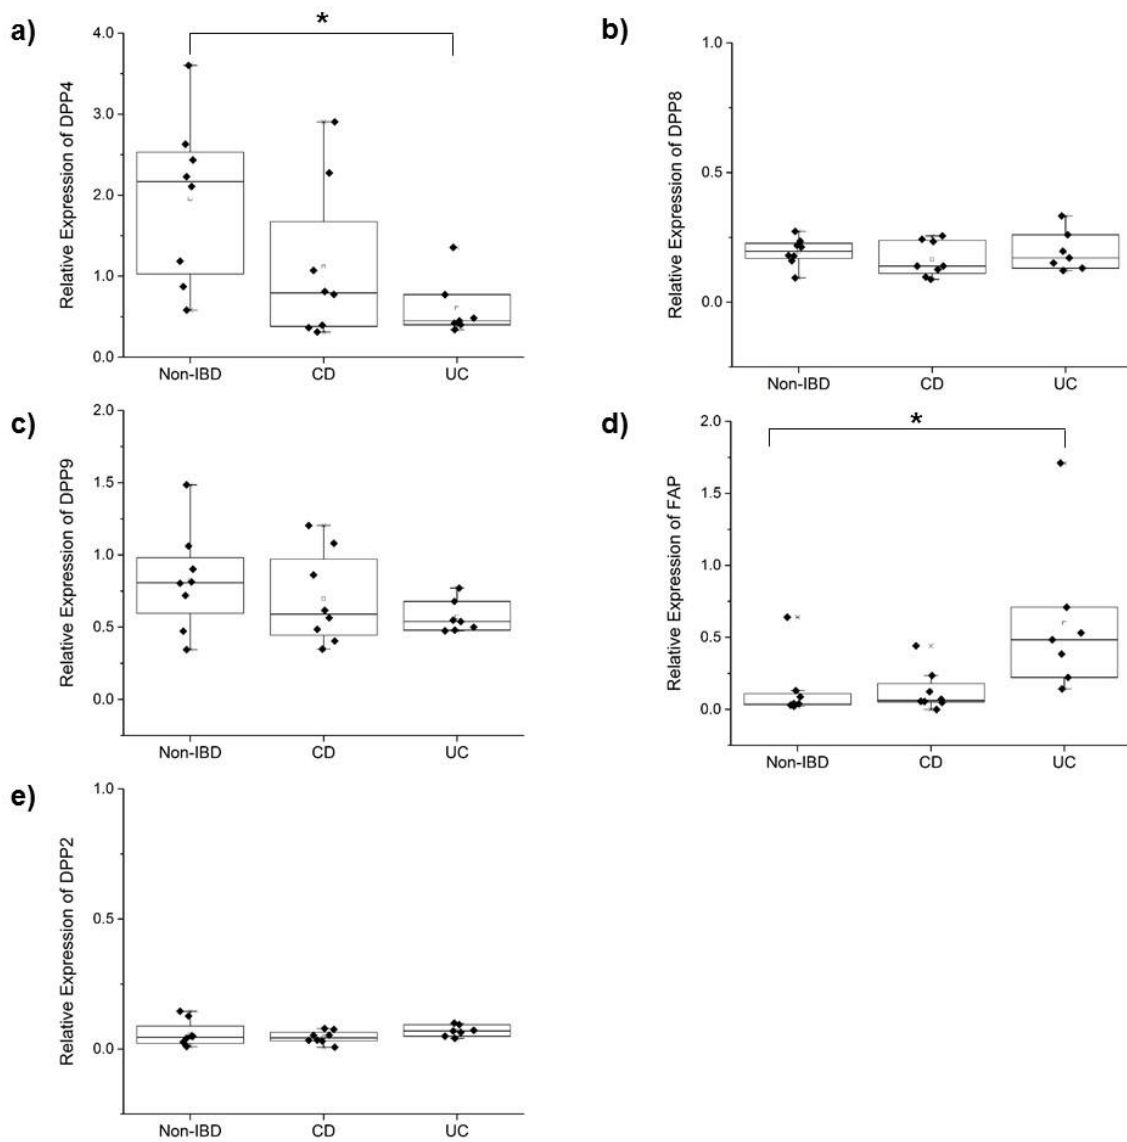 a)
*
Relative Expression of DPP4
4.0
3.0
2.0
1.0
0.0
Non-IBD CD UC
b)
Relative Expression of DPP8
1.0
0.5
0.0
Non-IBD CD UC
c)
Relative Expression of DPP9
2.0
1.5
1.0
0.5
0.0
Non-IBD CD UC
d)
*
Relative Expression of FAP
2.0
1.5
1.0
0.5
0.0
Non-IBD CD UC
e)
Relative Expression of DPP2
1.0
0.5
0.0
Non-IBD CD UC